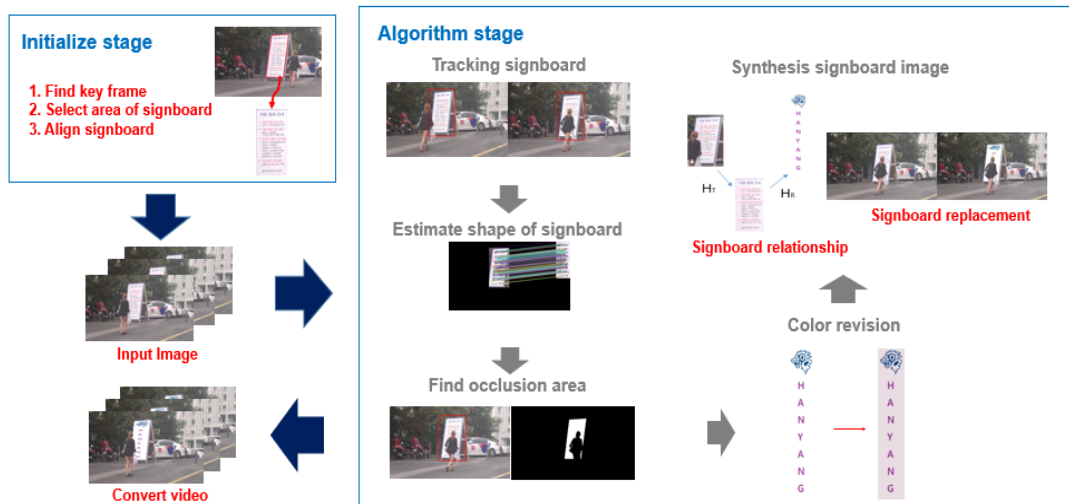 Initialize stage
1. Find key frame
2. Select area of signboard
3. Align signboard
Input Image
Convert video
Algorithm stage
Tracking signboard
Estimate shape of signboard
Find occlusion area
Color revision
H
A
N
Y
A
N
G
H
A
N
Y
A
N
G
Synthesis signboard image
H
A
N
Y
A
N
G
HT
HR
Signboard relationship
Signboard replacement